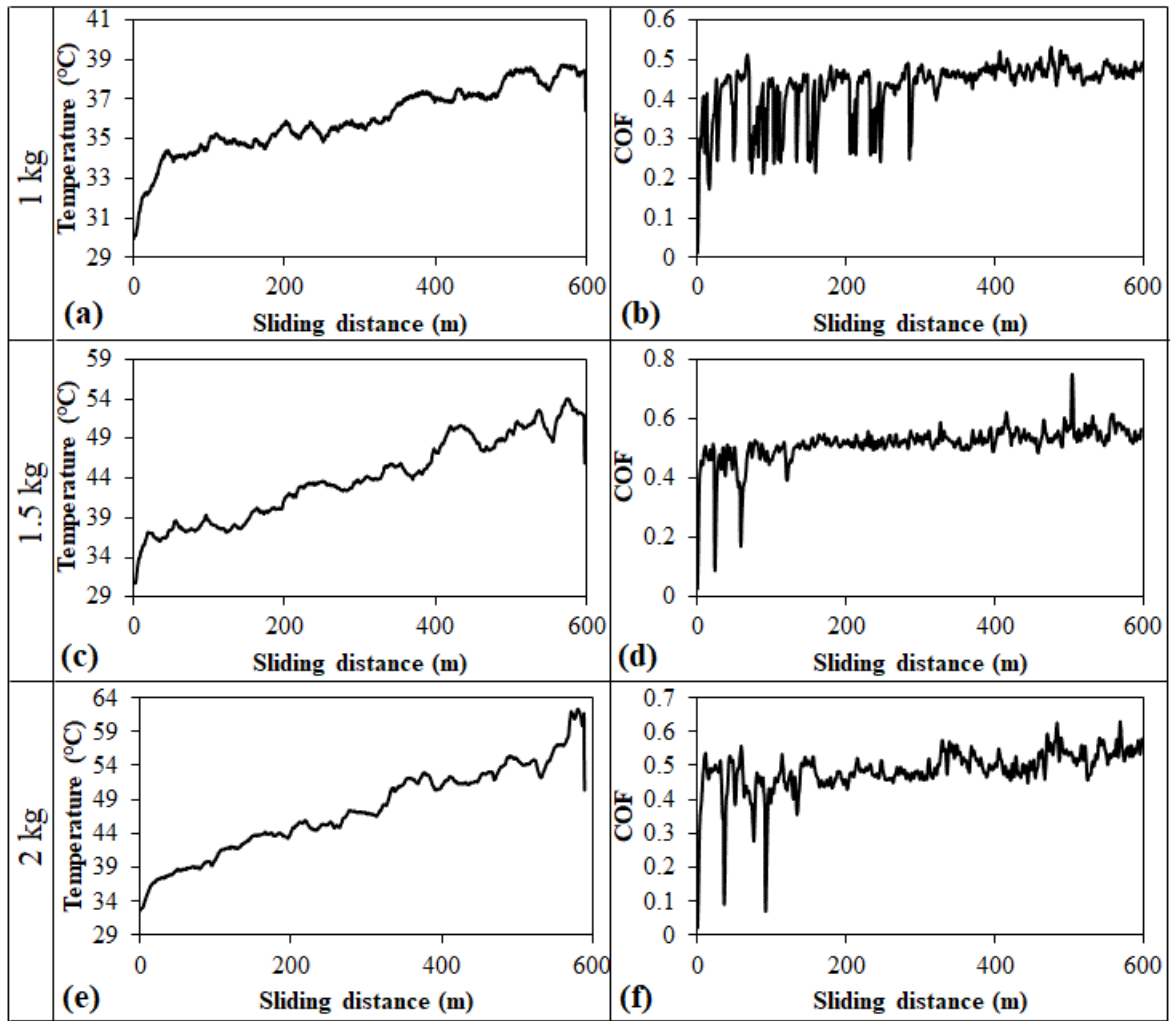 1 kg
Temperature (°C)
41
39
37
35
33
31
29
0 200 400 600
Sliding distance (m)
(a)
COF
0.6
0.5
0.4
0.3
0.2
0.1
0
0 200 400 600
Sliding distance (m)
(b)
1.5 kg
Temperature (°C)
59
54
49
44
39
34
29
0 200 400 600
Sliding distance (m)
(c)
COF
0.8
0.6
0.4
0.2
0
0 200 400 600
Sliding distance (m)
(d)
2 kg
Temperature (°C)
64
59
54
49
44
39
34
29
0 200 400 600
Sliding distance (m)
(e)
COF
0.7
0.6
0.5
0.4
0.3
0.2
0.1
0
0 200 400 600
Sliding distance (m)
(f)